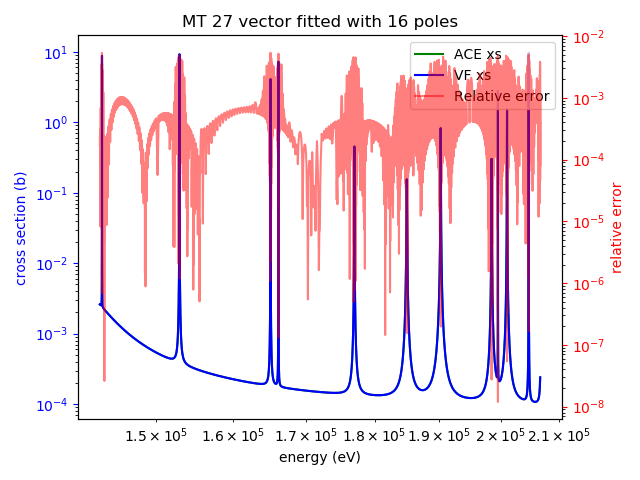 MT 27 vector fitted with 16 poles
ACE xs
VF xs
Relative error
cross section (b)
10¹
10⁰
10⁻¹
10⁻²
10⁻³
10⁻⁴
10⁻²
10⁻³
10⁻⁴
10⁻⁵
10⁻⁶
10⁻⁷
10⁻⁸
relative error
1.5×10⁵ 1.6×10⁵ 1.7×10⁵ 1.8×10⁵ 1.9×10⁵ 2×10⁵ 2.1×10⁵
energy (eV)